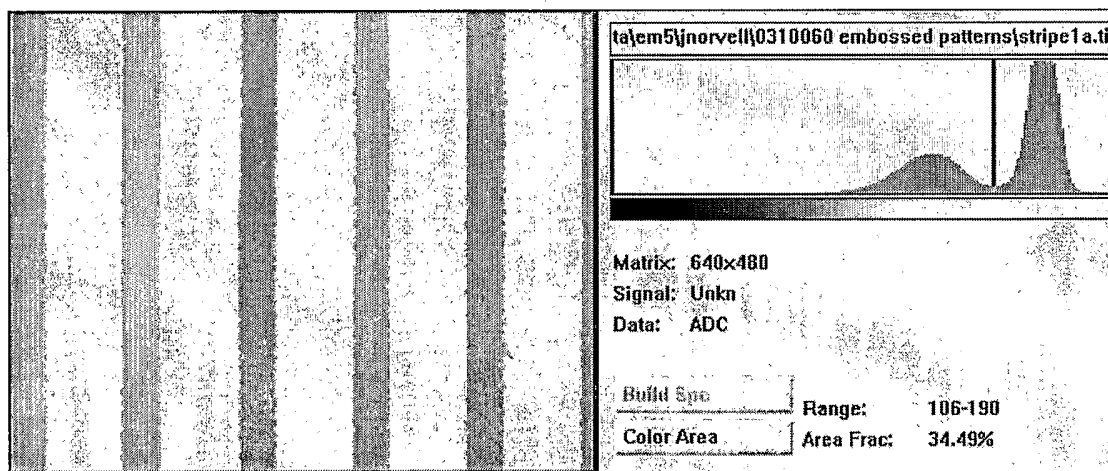 ta\em5\jnorvell\0310060 embossed patterns\stripe1a.ti
Matrix: 640x480
Signal: Unkn
Data: ADC
Build Spc
Color Area
Range: 106-190
Area Frac: 34.49%